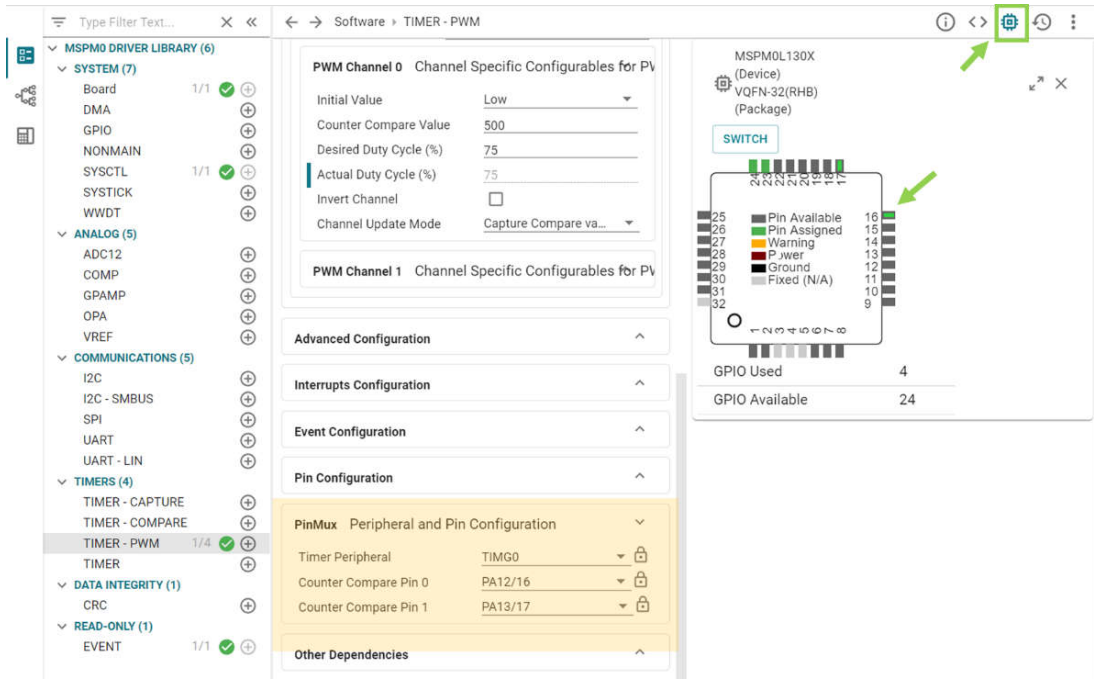 Type Filter Text...
Software › TIMER - PWM
MSPM0 DRIVER LIBRARY (6)
SYSTEM (7)
Board 1/1
DMA
GPIO
NONMAIN
SYSCTL 1/1
SYSTICK
WWDT
ANALOG (5)
ADC12
COMP
GPAMP
OPA
VREF
COMMUNICATIONS (5)
I2C
I2C - SMBUS
SPI
UART
UART - LIN
TIMERS (4)
TIMER - CAPTURE
TIMER - COMPARE
TIMER - PWM 1/4
TIMER
DATA INTEGRITY (1)
CRC
READ-ONLY (1)
EVENT 1/1
PWM Channel 0 Channel Specific Configurables for PW
Initial Value Low
Counter Compare Value 500
Desired Duty Cycle (%) 75
Actual Duty Cycle (%) 75
Invert Channel
Channel Update Mode Capture Compare va...
PWM Channel 1 Channel Specific Configurables for PW
Advanced Configuration
Interrupts Configuration
Event Configuration
Pin Configuration
PinMux Peripheral and Pin Configuration
Timer Peripheral TIMG0
Counter Compare Pin 0 PA12/16
Counter Compare Pin 1 PA13/17
Other Dependencies
MSPM0L130X
(Device)
VQFN-32(RHB)
(Package)
SWITCH
24 23 22 21 20 19 18 17
25 Pin Available 16
26 Pin Assigned 15
27 Warning 14
28 Power 13
29 Ground 12
30 Fixed (N/A) 11
31 10
32 9
1 2 3 4 5 6 7 8
GPIO Used 4
GPIO Available 24